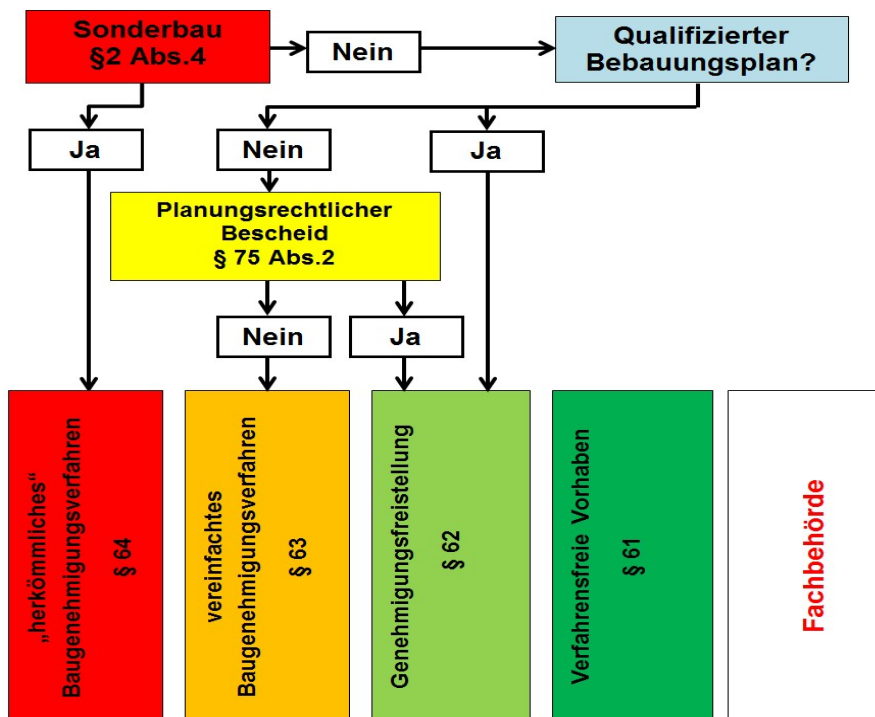 Sonderbau
§2 Abs.4
Nein
Qualifizierter
Bebauungsplan?
Ja
Nein
Ja
Planungsrechtlicher
Bescheid
§ 75 Abs.2
Nein
Ja
„herkömmliches“
Baugenehmigungsverfahren
§ 64
vereinfachtes
Baugenehmigungsverfahren
§ 63
Genehmigungsfreistellung
§ 62
Verfahrensfreie Vorhaben
§ 61
Fachbehörde